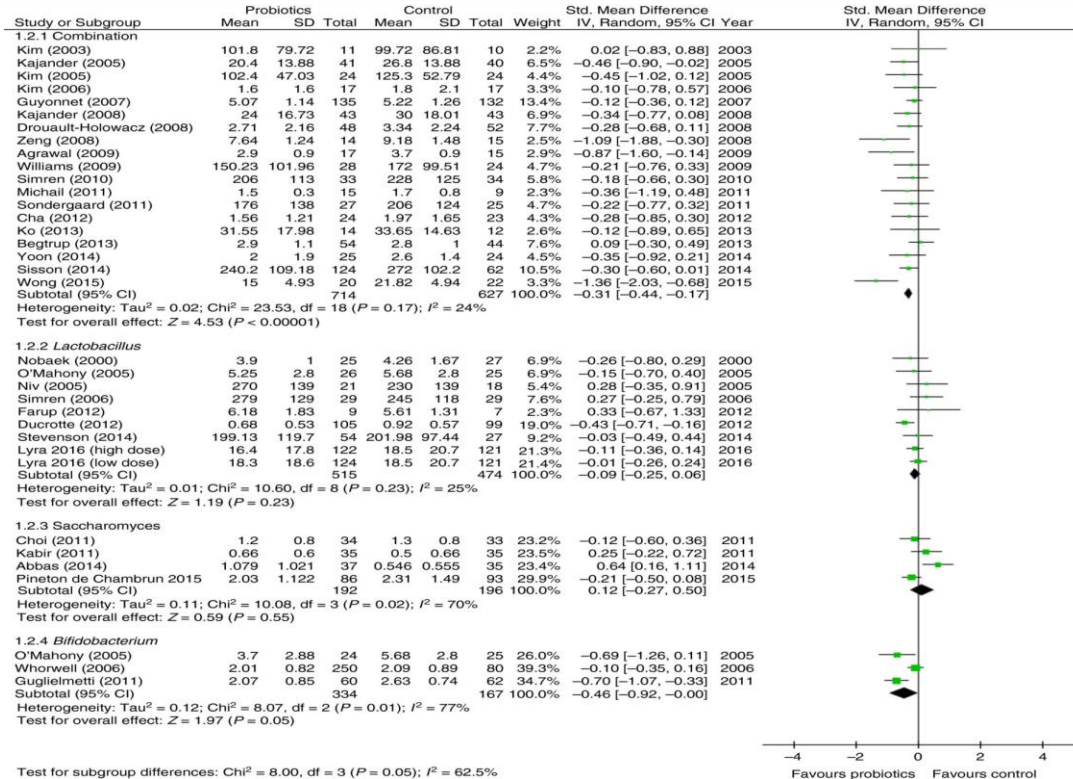 Probiotics Control Std. Mean Difference Std. Mean Difference
Study or Subgroup Mean SD Total Mean SD Total Weight IV, Random, 95% CI Year IV, Random, 95% CI
1.2.1 Combination
Kim (2003) 101.8 79.72 11 99.72 86.81 10 2.2% 0.02 [−0.83, 0.88] 2003
Kajander (2005) 20.4 13.88 41 26.8 13.88 40 6.5% −0.46 [−0.90, −0.02] 2005
Kim (2005) 102.4 47.03 24 125.3 52.79 24 4.3% −0.45 [−1.02, 0.12] 2005
Kim (2006) 1.6 1.6 17 1.8 2.1 17 3.3% −0.10 [−0.78, 0.57] 2006
Guyonnet (2007) 5.07 1.14 135 5.22 1.26 132 13.4% −0.12 [−0.36, 0.12] 2007
Kajander (2008) 24 16.73 43 30 18.01 43 6.9% −0.34 [−0.77, 0.08] 2008
Drouault-Holowacz (2008) 2.71 2.16 48 3.34 2.24 52 7.7% −0.28 [−0.68, 0.11] 2008
Zeng (2008) 7.64 1.24 14 9.18 1.48 15 2.5% −1.09 [−1.88, −0.30] 2008
Agrawal (2009) 2.9 0.9 17 3.7 0.9 15 2.9% −0.87 [−1.60, −0.14] 2009
Williams (2009) 150.23 101.96 28 172 99.51 24 4.7% −0.21 [−0.76, 0.33] 2009
Simren (2010) 206 113 33 228 125 34 5.7% −0.18 [−0.66, 0.30] 2010
Michail (2011) 1.5 0.3 15 1.7 0.8 9 2.3% −0.36 [−1.19, 0.48] 2011
Sondergaard (2011) 176 138 27 206 124 25 4.7% −0.22 [−0.77, 0.32] 2011
Cha (2012) 1.56 1.21 24 1.97 1.65 23 4.3% −0.28 [−0.85, 0.30] 2012
Ko (2013) 31.55 17.98 14 33.65 14.63 12 2.6% −0.12 [−0.89, 0.65] 2013
Begtrup (2013) 2.9 1.1 54 2.8 1 44 7.6% 0.09 [−0.30, 0.49] 2013
Yoon (2014) 2 1.9 25 2.6 1.4 24 4.4% −0.35 [−0.92, 0.21] 2014
Sisson (2014) 240.2 109.18 124 272 102.2 62 10.5% −0.30 [−0.60, 0.01] 2014
Wong (2015) 15 4.93 20 21.82 4.94 22 3.3% −1.36 [−2.03, −0.68] 2015
Subtotal (95% CI) 714 627 100.0% −0.31 [−0.44, −0.17]
Heterogeneity: Tau² = 0.02; Chi² = 23.53, df = 18 (P = 0.17); I² = 24%
Test for overall effect: Z = 4.53 (P < 0.00001)
1.2.2 Lactobacillus
Nobaek (2000) 3.9 1 25 4.26 1.67 27 6.9% −0.26 [−0.80, 0.29] 2000
O'Mahony (2005) 5.25 2.8 26 5.68 2.8 25 6.9% −0.15 [−0.70, 0.40] 2005
Niv (2005) 270 139 21 230 139 18 5.4% 0.28 [−0.35, 0.91] 2005
Simren (2006) 279 129 29 245 118 29 7.6% 0.27 [−0.25, 0.79] 2006
Farup (2012) 6.18 1.83 9 5.61 1.31 7 2.3% 0.33 [−0.67, 1.33] 2012
Ducrotte (2012) 0.68 0.53 105 0.92 0.57 99 19.0% −0.43 [−0.71, −0.16] 2012
Stevenson (2014) 199.13 119.7 54 201.98 97.44 27 9.2% −0.03 [−0.49, 0.44] 2014
Lyra 2016 (high dose) 16.4 17.8 122 18.5 20.7 121 21.3% −0.11 [−0.36, 0.14] 2016
Lyra 2016 (low dose) 18.3 18.6 124 18.5 20.7 121 21.4% −0.01 [−0.26, 0.24] 2016
Subtotal (95% CI) 515 474 100.0% −0.09 [−0.25, 0.06]
Heterogeneity: Tau² = 0.01; Chi² = 10.60, df = 8 (P = 0.23); I² = 25%
Test for overall effect: Z = 1.19 (P = 0.23)
1.2.3 Saccharomyces
Choi (2011) 1.2 0.8 34 1.3 0.8 33 23.2% −0.12 [−0.60, 0.36] 2011
Kabir (2011) 0.66 0.6 35 0.5 0.66 35 23.5% 0.25 [−0.22, 0.72] 2011
Abbas (2014) 1.079 1.021 37 0.546 0.555 35 23.4% 0.64 [0.16, 1.11] 2014
Pineton de Chambrun 2015 2.03 1.122 86 2.31 1.49 93 29.9% −0.21 [−0.50, 0.08] 2015
Subtotal (95% CI) 192 196 100.0% 0.12 [−0.27, 0.50]
Heterogeneity: Tau² = 0.11; Chi² = 10.08, df = 3 (P = 0.02); I² = 70%
Test for overall effect: Z = 0.59 (P = 0.55)
1.2.4 Bifidobacterium
O'Mahony (2005) 3.7 2.88 24 5.68 2.8 25 26.0% −0.69 [−1.26, 0.11] 2005
Whorwell (2006) 2.01 0.82 250 2.09 0.89 80 39.3% −0.10 [−0.35, 0.16] 2006
Guglielmetti (2011) 2.07 0.85 60 2.63 0.74 62 34.7% −0.70 [−1.07, −0.33] 2011
Subtotal (95% CI) 334 167 100.0% −0.46 [−0.92, −0.00]
Heterogeneity: Tau² = 0.12; Chi² = 8.07, df = 2 (P = 0.01); I² = 77%
Test for overall effect: Z = 1.97 (P = 0.05)
−4 −2 0 2 4
Test for subgroup differences: Chi² = 8.00, df = 3 (P = 0.05); I² = 62.5% Favours probiotics Favours control